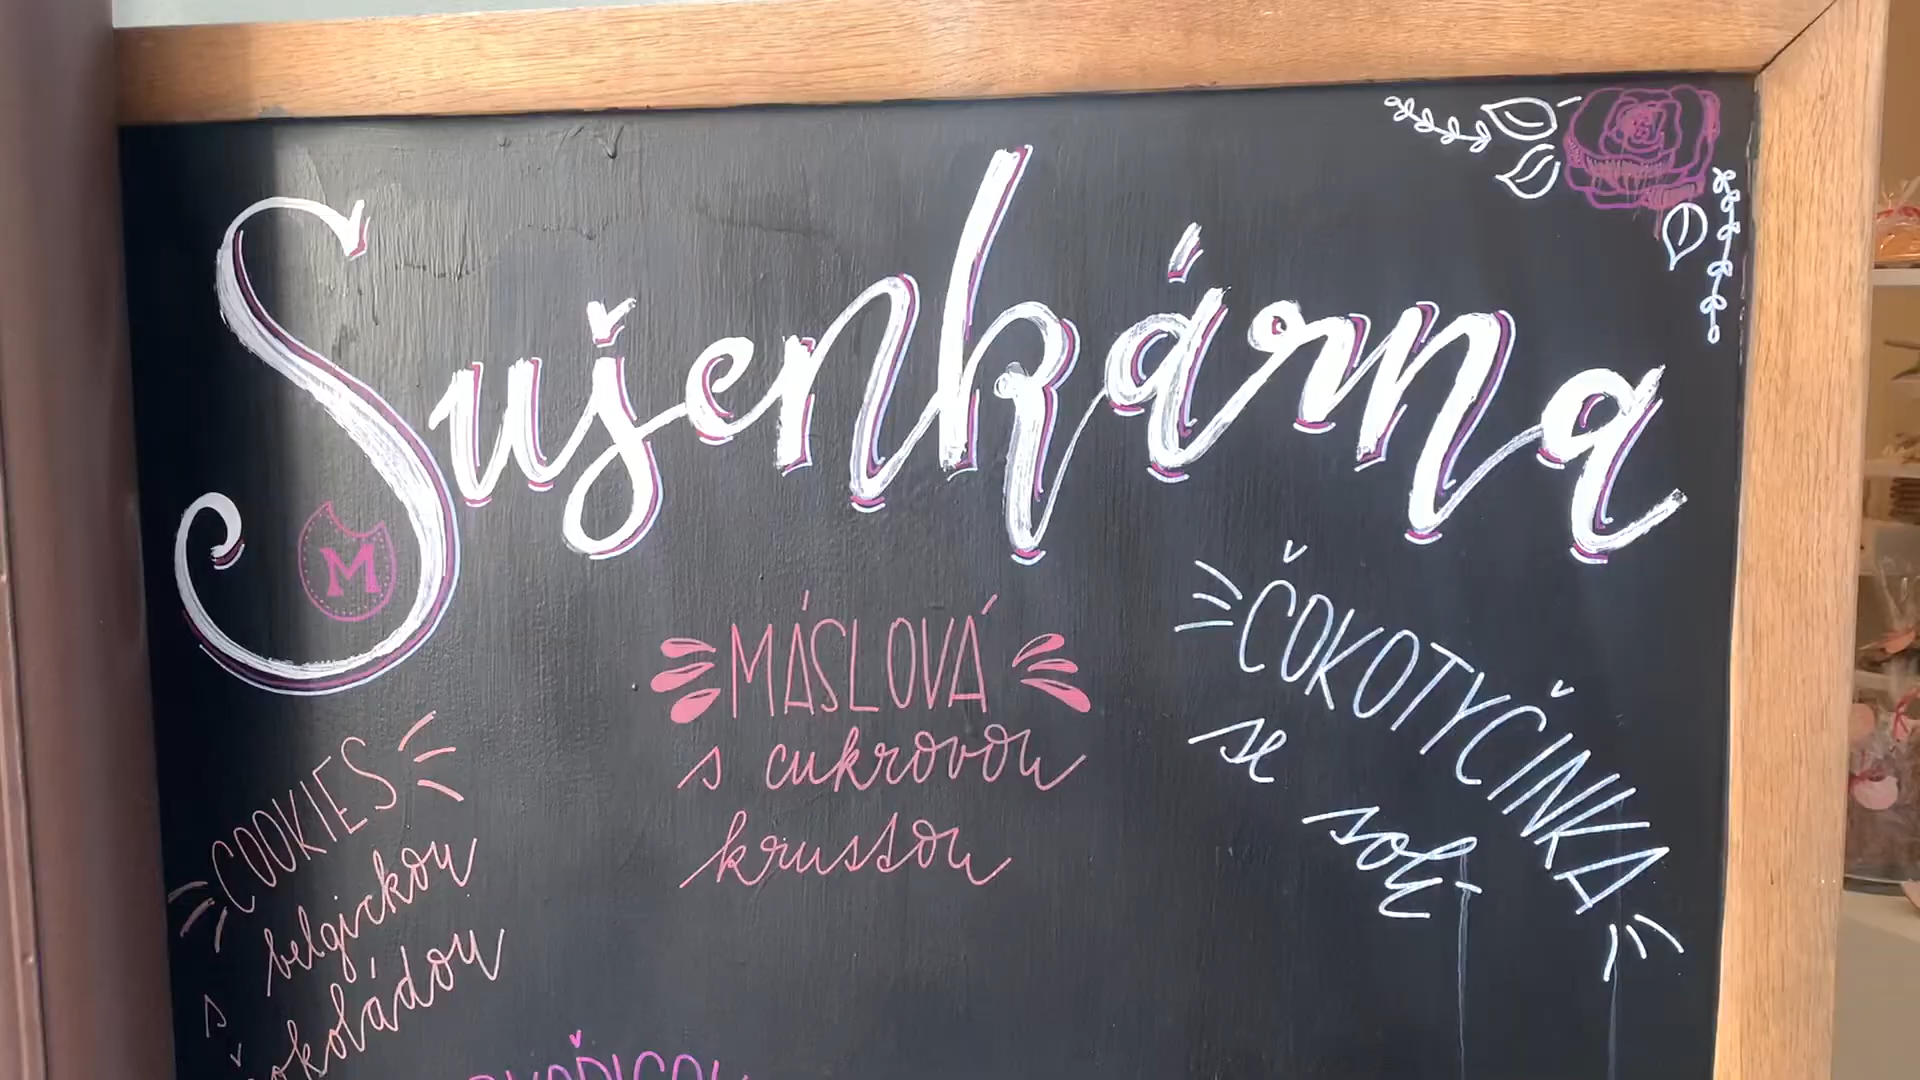 Sušenkárna
M
MÁSLOVÁ
s cukrovou
krustou
ČOKOTYČINKA
se
solí
COOKIES
s belgickou
čokoládou